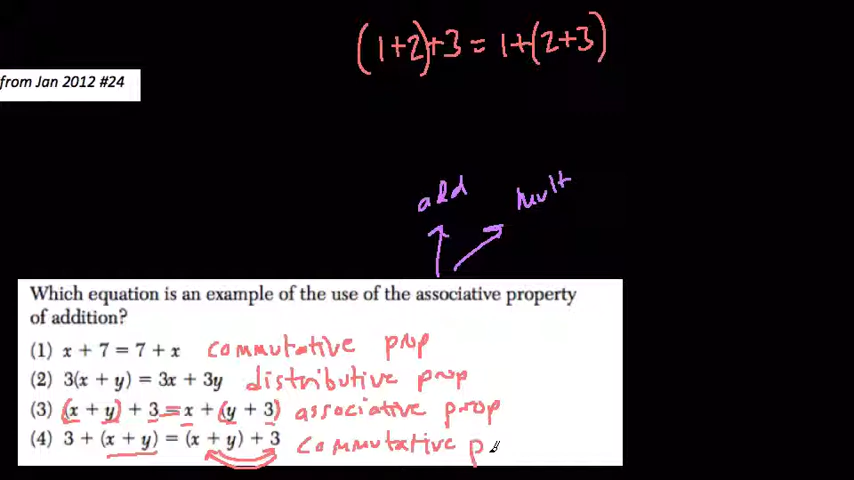 (1+2)+3 = 1+(2+3)
from Jan 2012 #24
add mult
Which equation is an example of the use of the associative property
of addition?
(1) x + 7 = 7 + x commutative prop
(2) 3(x + y) = 3x + 3y distributive prop
(3) (x + y) + 3 = x + (y + 3) associative prop
(4) 3 + (x + y) = (x + y) + 3 commutative p